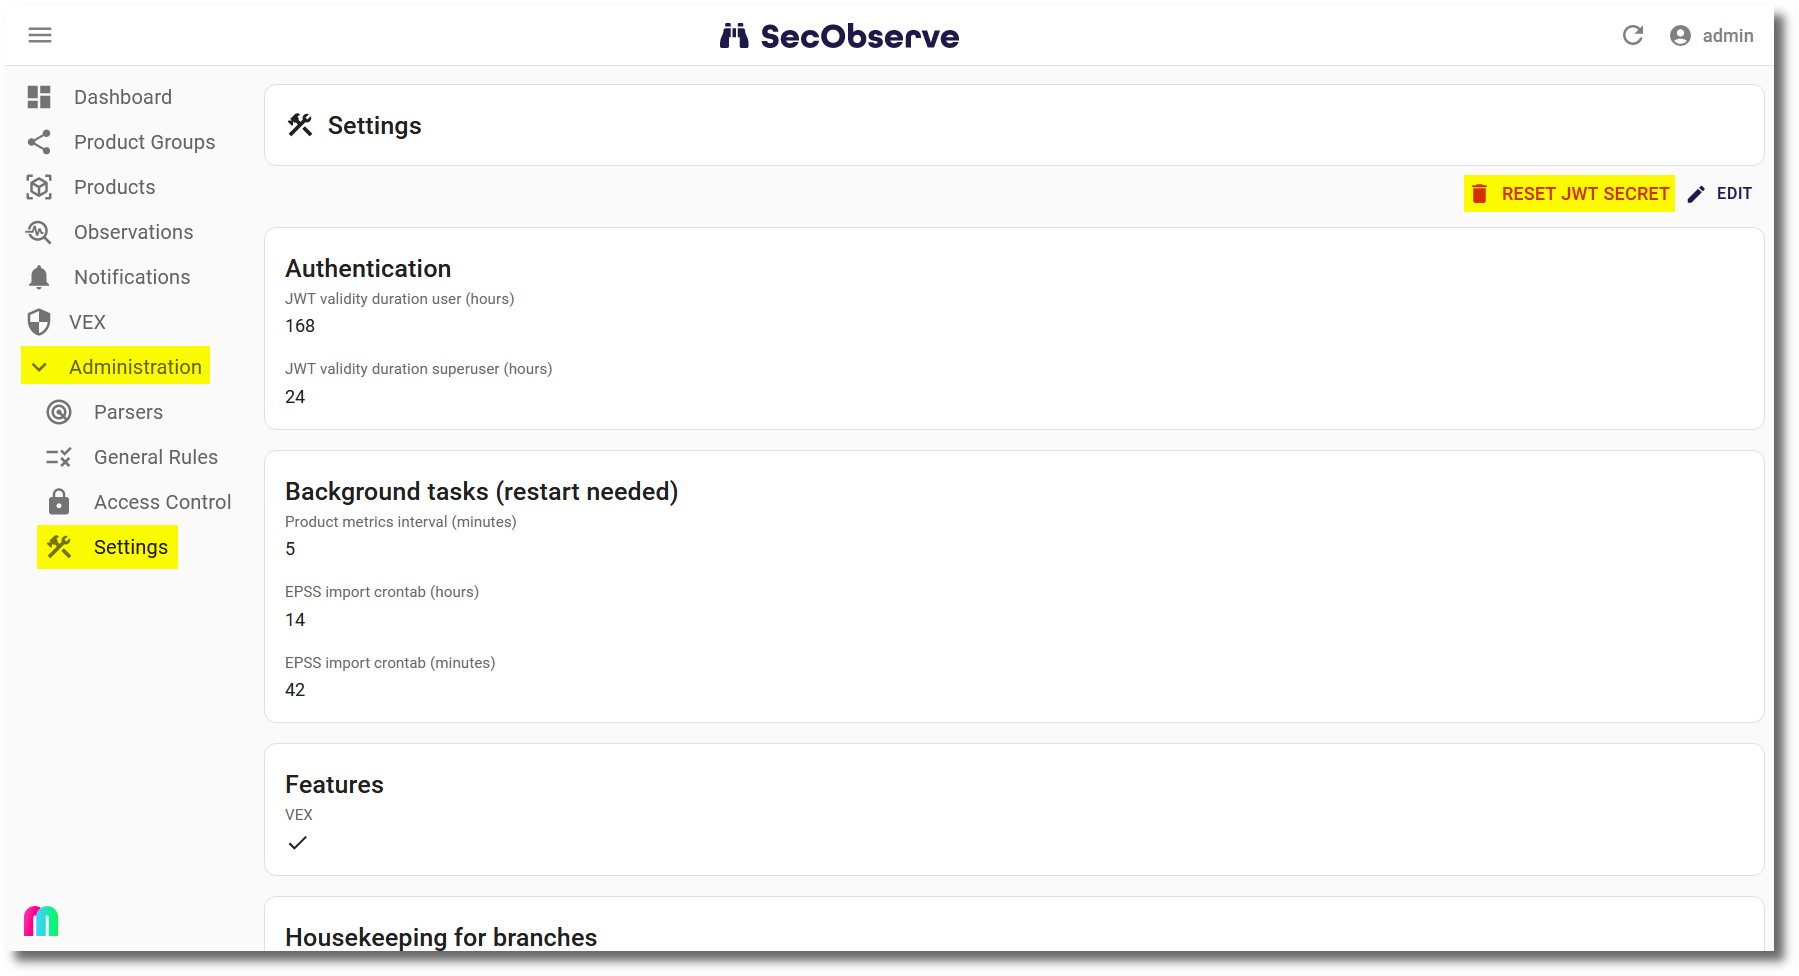 SecObserve
admin
Dashboard
Product Groups
Products
Observations
Notifications
VEX
Administration
Parsers
General Rules
Access Control
Settings
Settings
RESET JWT SECRET
EDIT
Authentication
JWT validity duration user (hours)
168
JWT validity duration superuser (hours)
24
Background tasks (restart needed)
Product metrics interval (minutes)
5
EPSS import crontab (hours)
14
EPSS import crontab (minutes)
42
Features
VEX
Housekeeping for branches